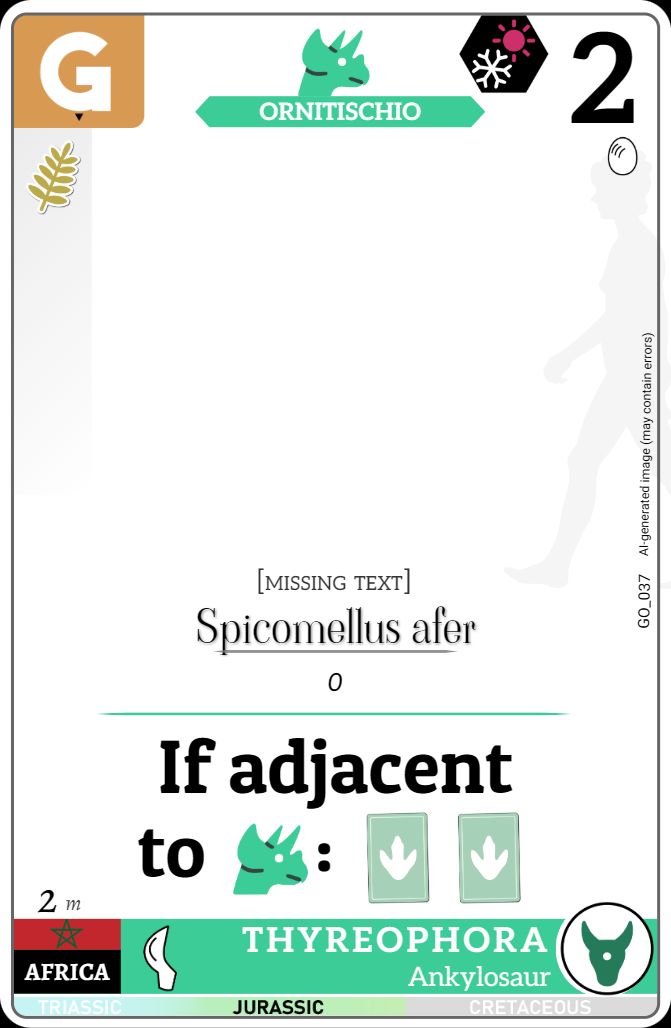 G
ORNITISCHIO
2
AI-generated image (may contain errors)
GO_037
[MISSING TEXT]
Spicomellus afer
0
If adjacent
to :
2 m
AFRICA
THYREOPHORA
Ankylosaur
TRIASSIC JURASSIC CRETACEOUS